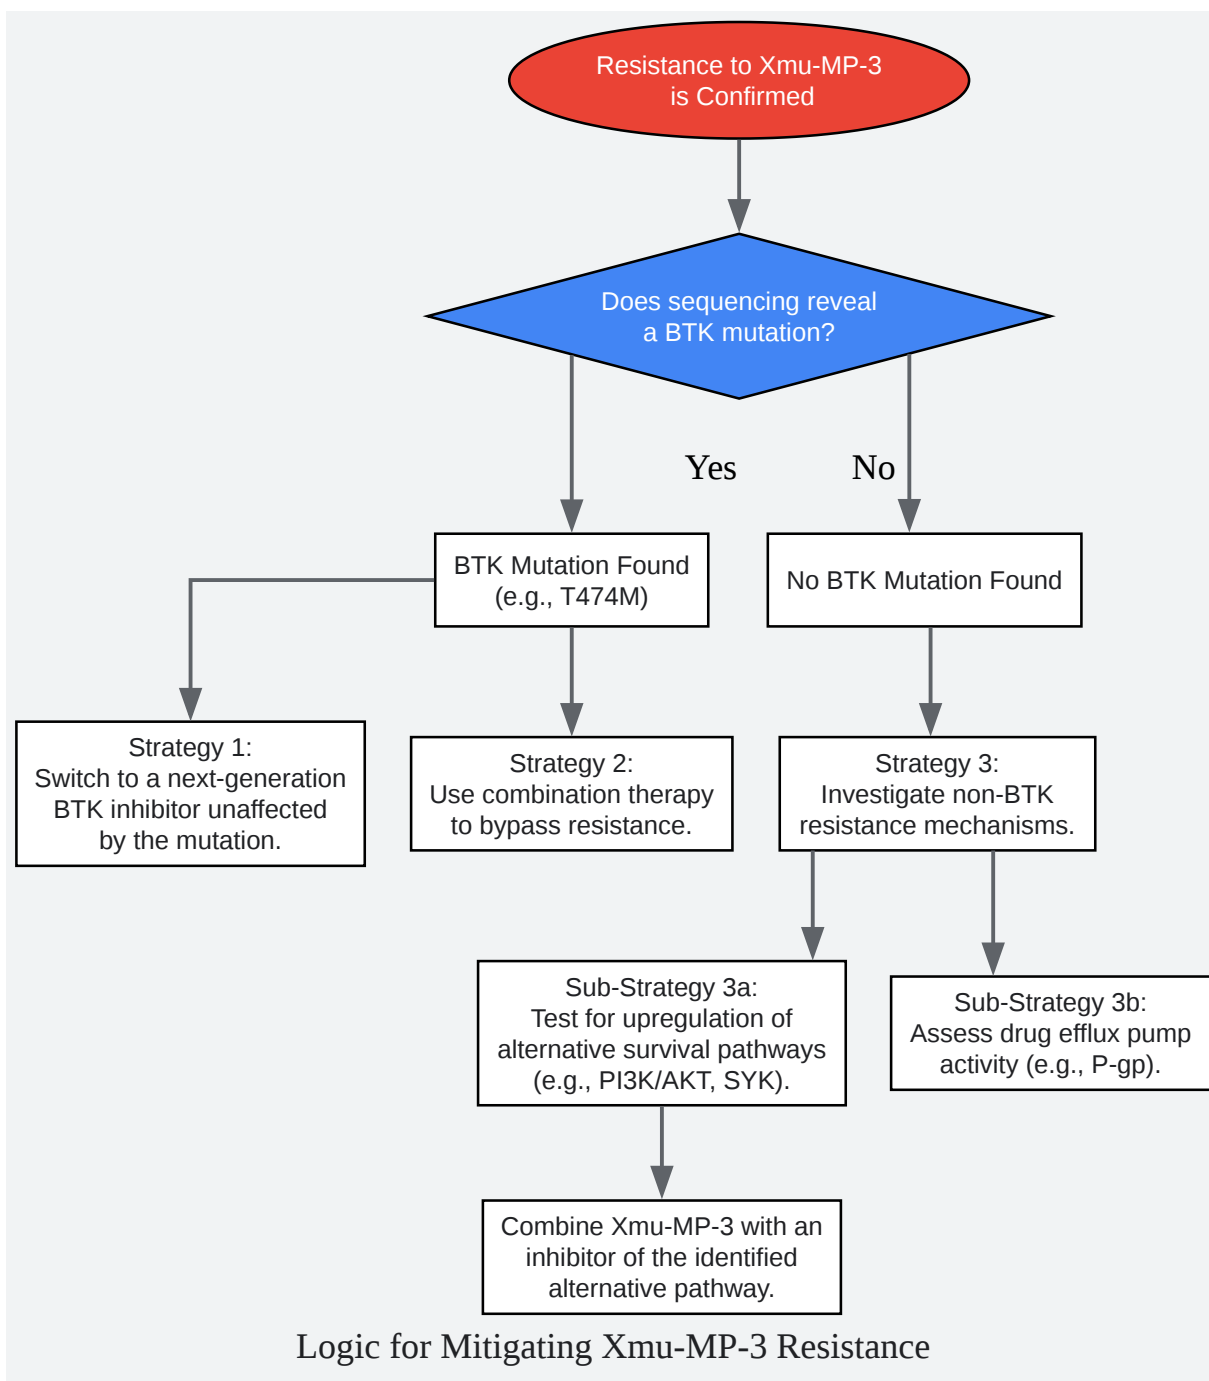 Resistance to Xmu-MP-3
is Confirmed
Does sequencing reveal
a BTK mutation?
Yes
No
BTK Mutation Found
(e.g., T474M)
No BTK Mutation Found
Strategy 1:
Switch to a next-generation
BTK inhibitor unaffected
by the mutation.
Strategy 2:
Use combination therapy
to bypass resistance.
Strategy 3:
Investigate non-BTK
resistance mechanisms.
Sub-Strategy 3a:
Test for upregulation of
alternative survival pathways
(e.g., PI3K/AKT, SYK).
Sub-Strategy 3b:
Assess drug efflux pump
activity (e.g., P-gp).
Combine Xmu-MP-3 with an
inhibitor of the identified
alternative pathway.
Logic for Mitigating Xmu-MP-3 Resistance